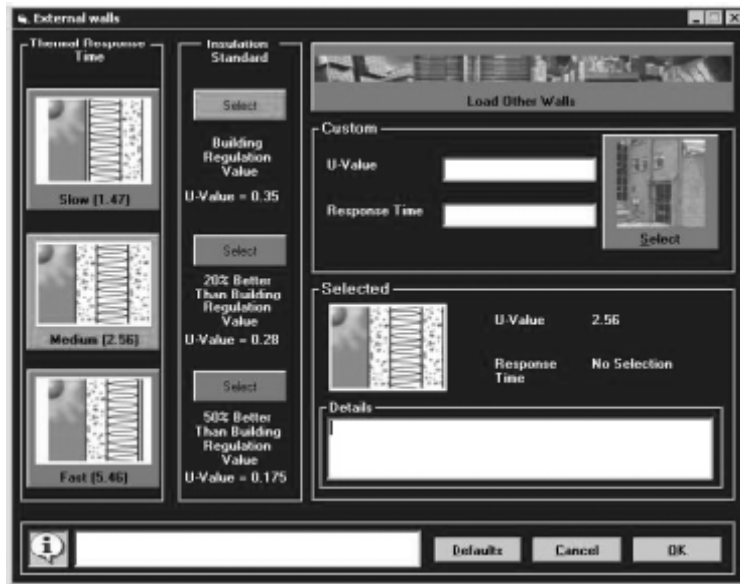 External walls
Thermal Response
Time
Slow (1.47)
Medium (2.56)
Fast (5.46)
Insulation
Standard
Select
Building
Regulation
Value
U-Value = 0.35
Select
20% Better
Than Building
Regulation
Value
U-Value = 0.28
Select
50% Better
Than Building
Regulation
Value
U-Value = 0.175
Load Other Walls
Custom
U-Value
Response Time
Select
Selected
U-Value 2.56
Response No Selection
Time
Details
Defaults Cancel OK